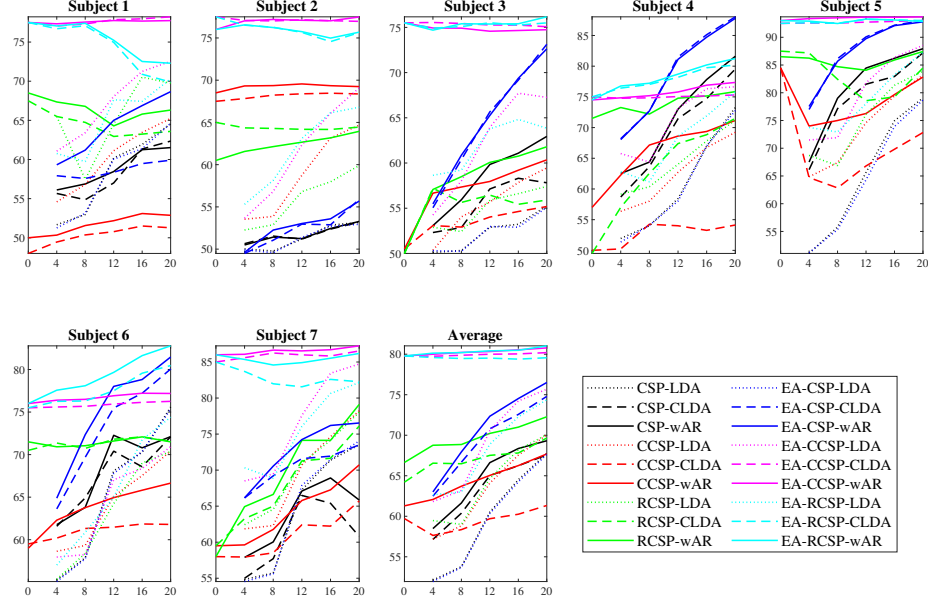 Subject 1
Subject 2
Subject 3
Subject 4
Subject 5
75
70
65
60
55
50
0 4 8 12 16 20
75
70
65
60
55
50
0 4 8 12 16 20
75
70
65
60
55
50
0 4 8 12 16 20
85
80
75
70
65
60
55
50
0 4 8 12 16 20
90
85
80
75
70
65
60
55
0 4 8 12 16 20
Subject 6
Subject 7
Average
80
75
70
65
60
0 4 8 12 16 20
85
80
75
70
65
60
55
0 4 8 12 16 20
80
75
70
65
60
55
0 4 8 12 16 20
CSP-LDA
CSP-CLDA
CSP-wAR
CCSP-LDA
CCSP-CLDA
CCSP-wAR
RCSP-LDA
RCSP-CLDA
RCSP-wAR
EA-CSP-LDA
EA-CSP-CLDA
EA-CSP-wAR
EA-CCSP-LDA
EA-CCSP-CLDA
EA-CCSP-wAR
EA-RCSP-LDA
EA-RCSP-CLDA
EA-RCSP-wAR